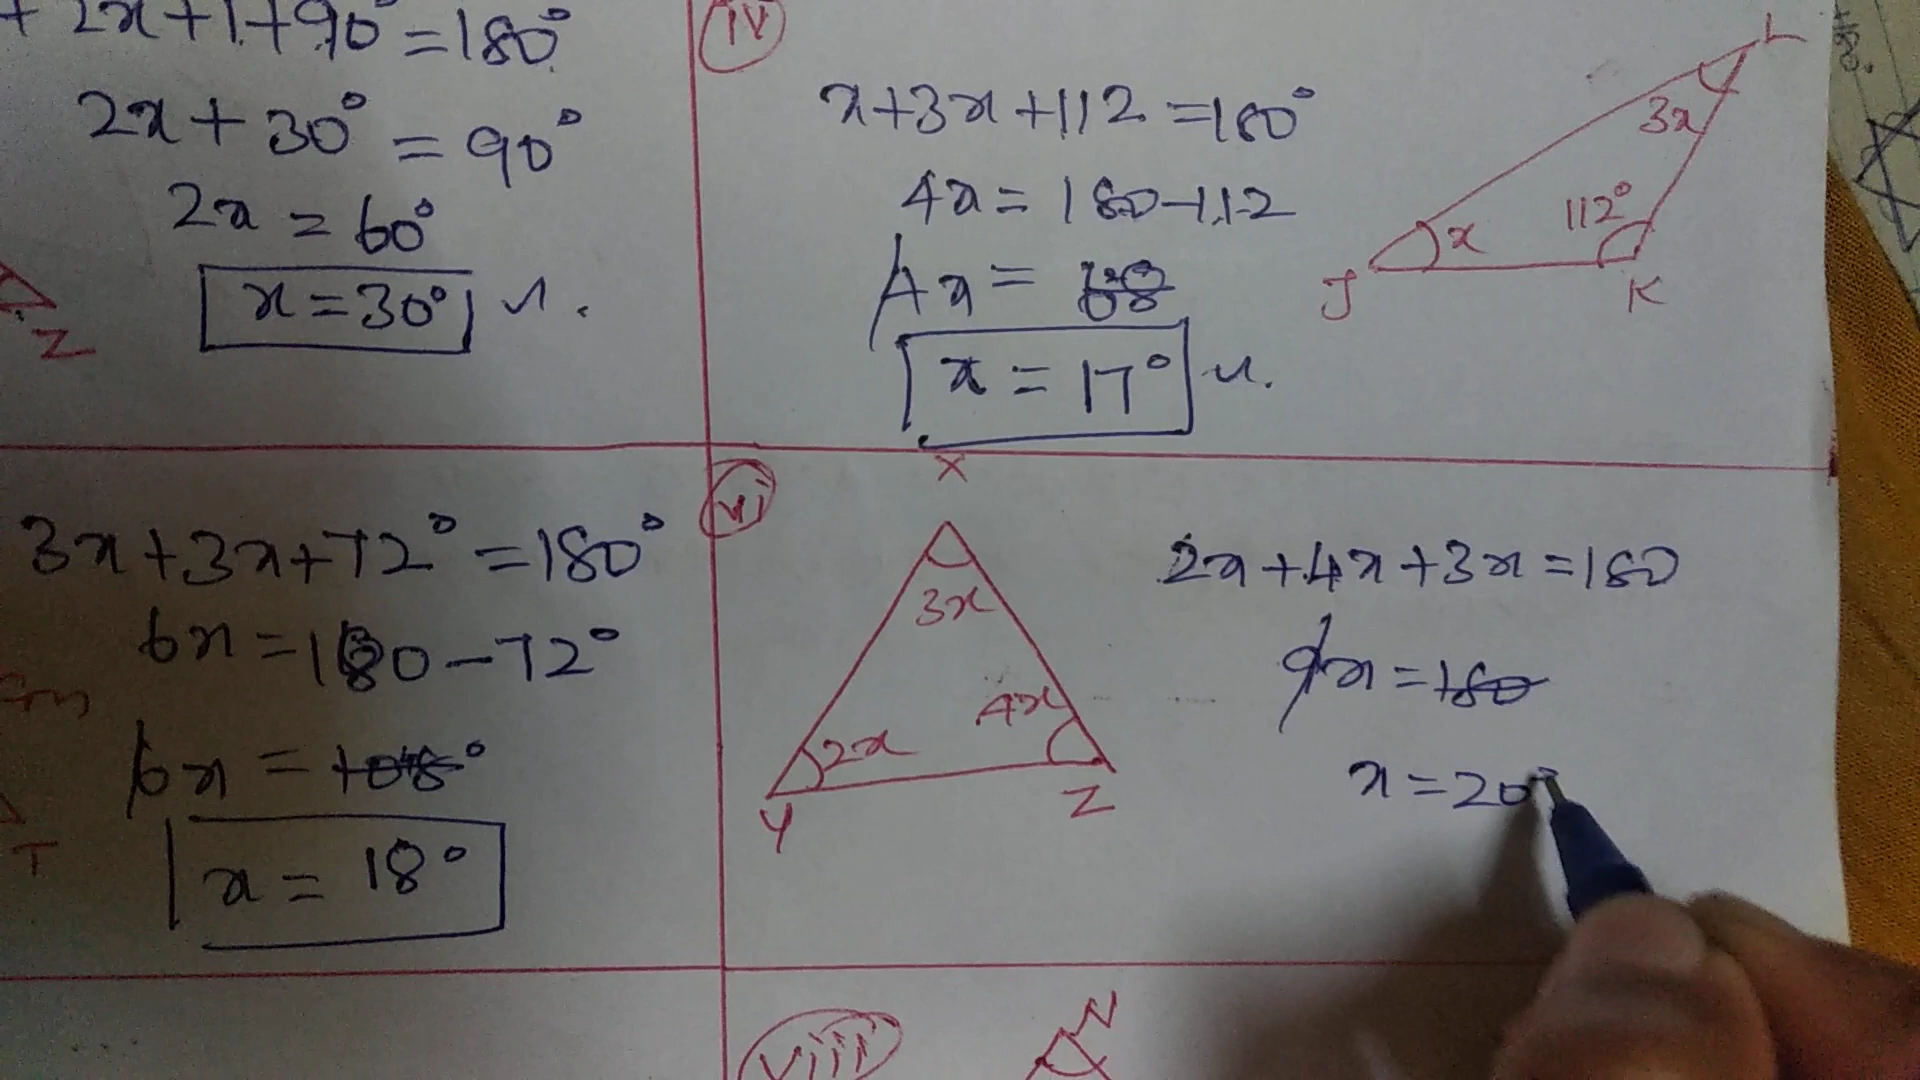 + 2x+1+90° = 180°
2x + 30° = 90°
2x = 60°
x = 30°
Z
iv
x+3x+112 = 180°
4x = 180-112
4x = 68
x = 17°
L
3x
112°
x
J
K
3x+3x+72° = 180°
6x = 180-72°
6x = 108°
x = 18°
T
vi
X
3x
4x
2x
Y
Z
2x+4x+3x = 180
9x = 180
x = 20°
viii
N